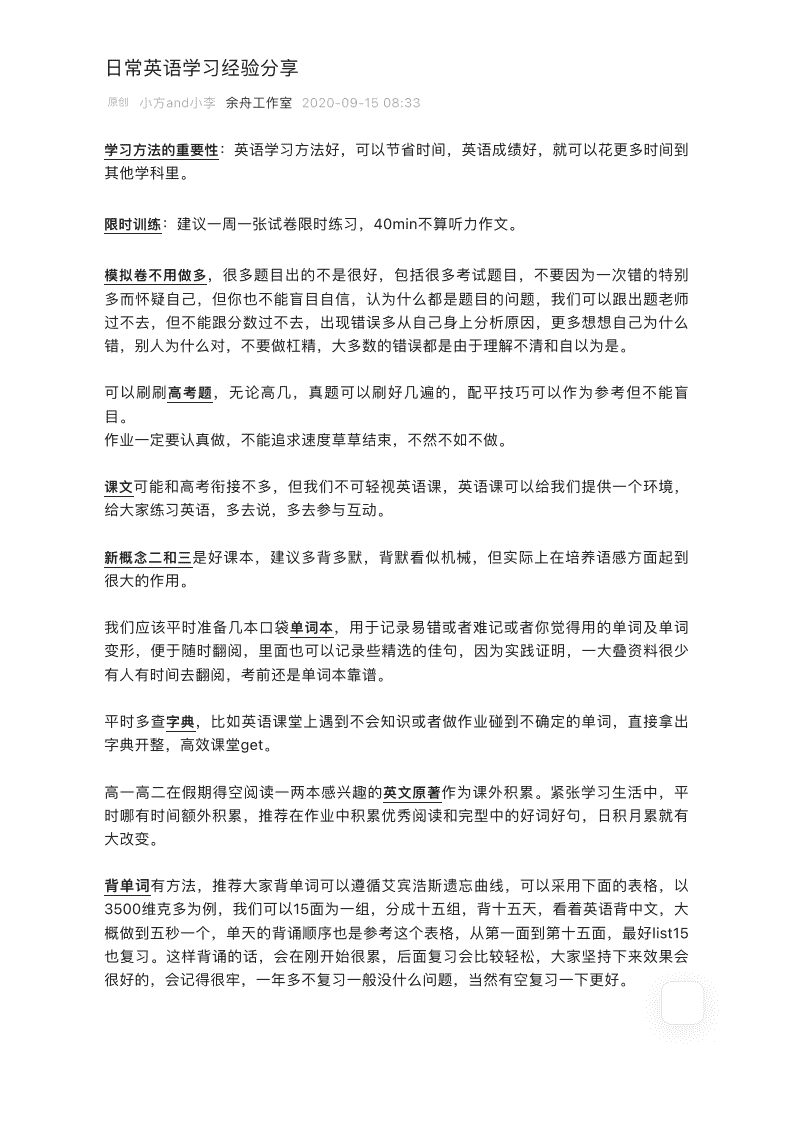 日常英语学习经验分享
原创 小方and小李 余舟工作室 2020-09-15 08:33
学习方法的重要性：英语学习方法好，可以节省时间，英语成绩好，就可以花更多时间到
其他学科里。
限时训练：建议一周一张试卷限时练习，40min不算听力作文。
模拟卷不用做多，很多题目出的不是很好，包括很多考试题目，不要因为一次错的特别
多而怀疑自己，但你也不能盲目自信，认为什么都是题目的问题，我们可以跟出题老师
过不去，但不能跟分数过不去，出现错误多从自己身上分析原因，更多想想自己为什么
错，别人为什么对，不要做杠精，大多数的错误都是由于理解不清和自以为是。
可以刷刷高考题，无论高几，真题可以刷好几遍的，配平技巧可以作为参考但不能盲
目。
作业一定要认真做，不能追求速度草草结束，不然不如不做。
课文可能和高考衔接不多，但我们不可轻视英语课，英语课可以给我们提供一个环境，
给大家练习英语，多去说，多去参与互动。
新概念二和三是好课本，建议多背多默，背默看似机械，但实际上在培养语感方面起到
很大的作用。
我们应该平时准备几本口袋单词本，用于记录易错或者难记或者你觉得用的单词及单词
变形，便于随时翻阅，里面也可以记录些精选的佳句，因为实践证明，一大叠资料很少
有人有时间去翻阅，考前还是单词本靠谱。
平时多查字典，比如英语课堂上遇到不会知识或者做作业碰到不确定的单词，直接拿出
字典开整，高效课堂get。
高一高二在假期得空阅读一两本感兴趣的英文原著作为课外积累。紧张学习生活中，平
时哪有时间额外积累，推荐在作业中积累优秀阅读和完型中的好词好句，日积月累就有
大改变。
背单词有方法，推荐大家背单词可以遵循艾宾浩斯遗忘曲线，可以采用下面的表格，以
3500维克多为例，我们可以15面为一组，分成十五组，背十五天，看着英语背中文，大
概做到五秒一个，单天的背诵顺序也是参考这个表格，从第一面到第十五面，最好list15
也复习。这样背诵的话，会在刚开始很累，后面复习会比较轻松，大家坚持下来效果会
很好的，会记得很牢，一年多不复习一般没什么问题，当然有空复习一下更好。